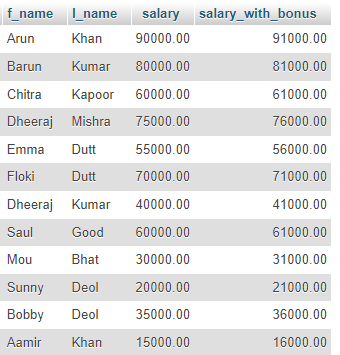 f_name l_name salary salary_with_bonus
Arun Khan 90000.00 91000.00
Barun Kumar 80000.00 81000.00
Chitra Kapoor 60000.00 61000.00
Dheeraj Mishra 75000.00 76000.00
Emma Dutt 55000.00 56000.00
Floki Dutt 70000.00 71000.00
Dheeraj Kumar 40000.00 41000.00
Saul Good 60000.00 61000.00
Mou Bhat 30000.00 31000.00
Sunny Deol 20000.00 21000.00
Bobby Deol 35000.00 36000.00
Aamir Khan 15000.00 16000.00